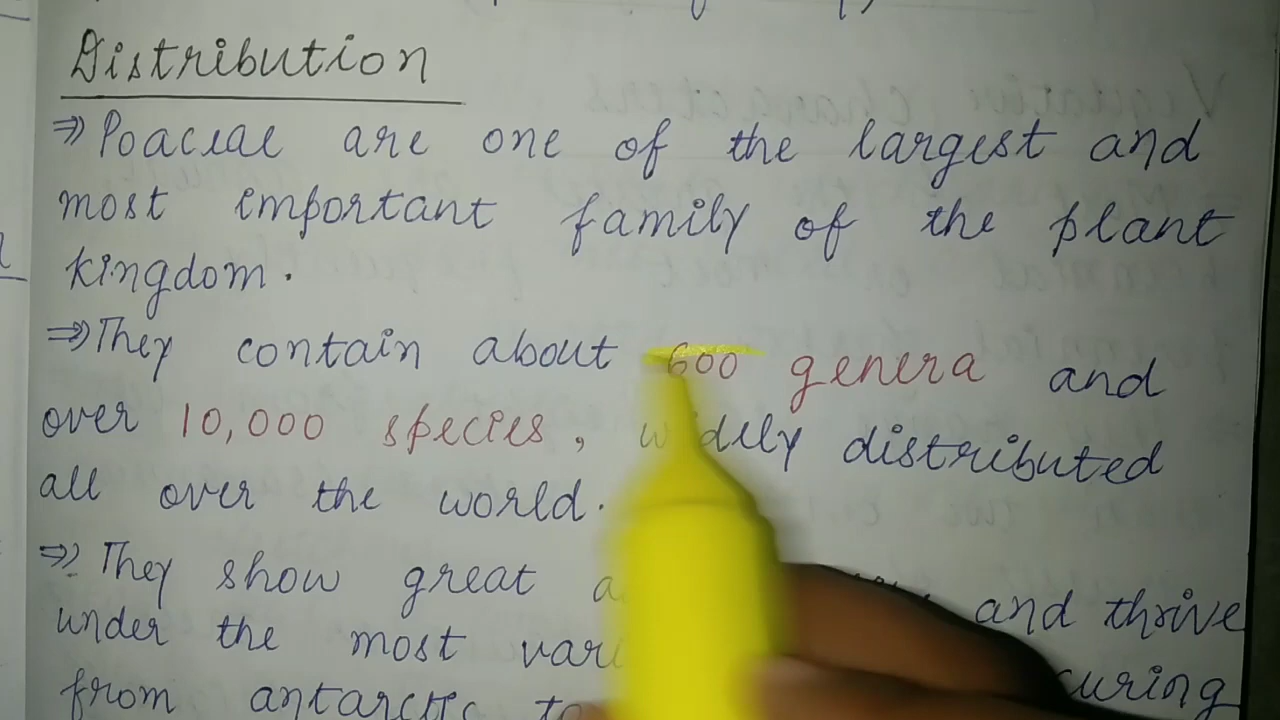 Distribution
⇒ Poaceae are one of the largest and
most important family of the plant
kingdom.
⇒ They contain about 600 genera and
over 10,000 species, widely distributed
all over the world.
⇒ They show great and thrive
under the most
from antarctic to